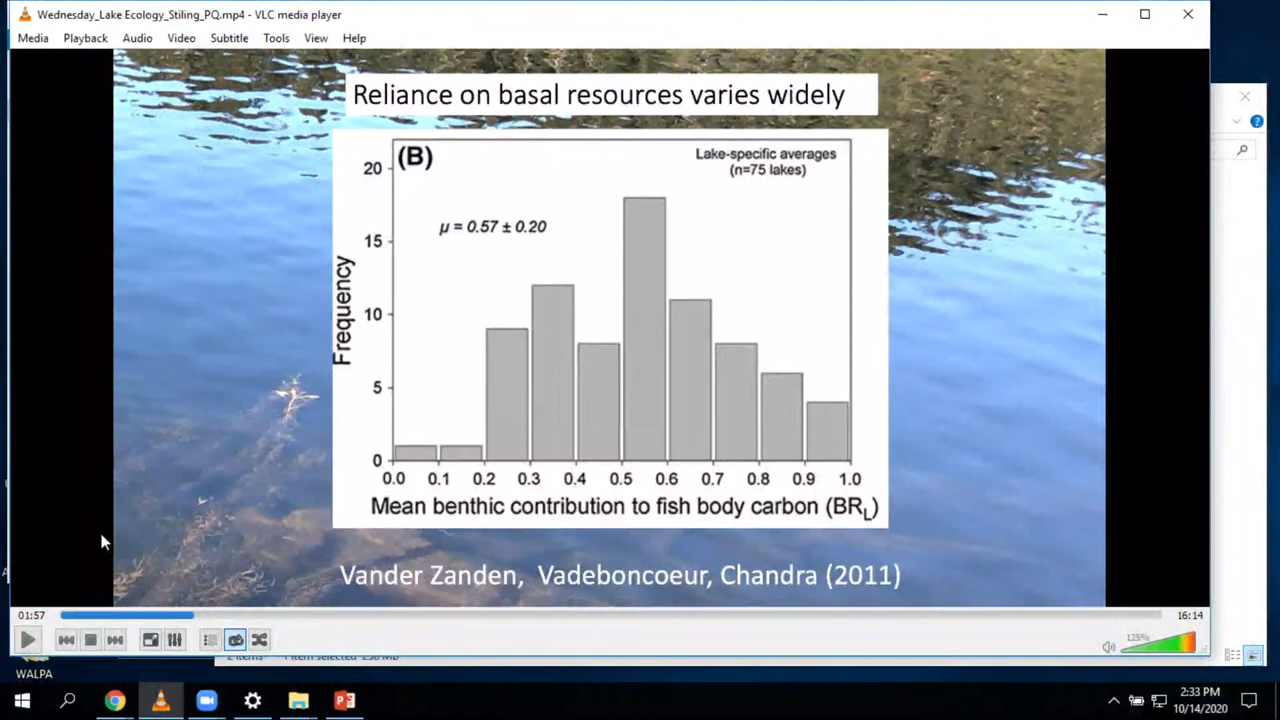 Wednesday_Lake Ecology_Stiling_PQ.mp4 - VLC media player
Media Playback Audio Video Subtitle Tools View Help
Reliance on basal resources varies widely
(B)
Lake-specific averages
(n=75 lakes)
μ = 0.57 ± 0.20
Frequency
20
15
10
5
0
0.0 0.1 0.2 0.3 0.4 0.5 0.6 0.7 0.8 0.9 1.0
Mean benthic contribution to fish body carbon (BRL)
Vander Zanden, Vadeboncoeur, Chandra (2011)
01:57
16:14
125%
WALPA
2:33 PM
10/14/2020